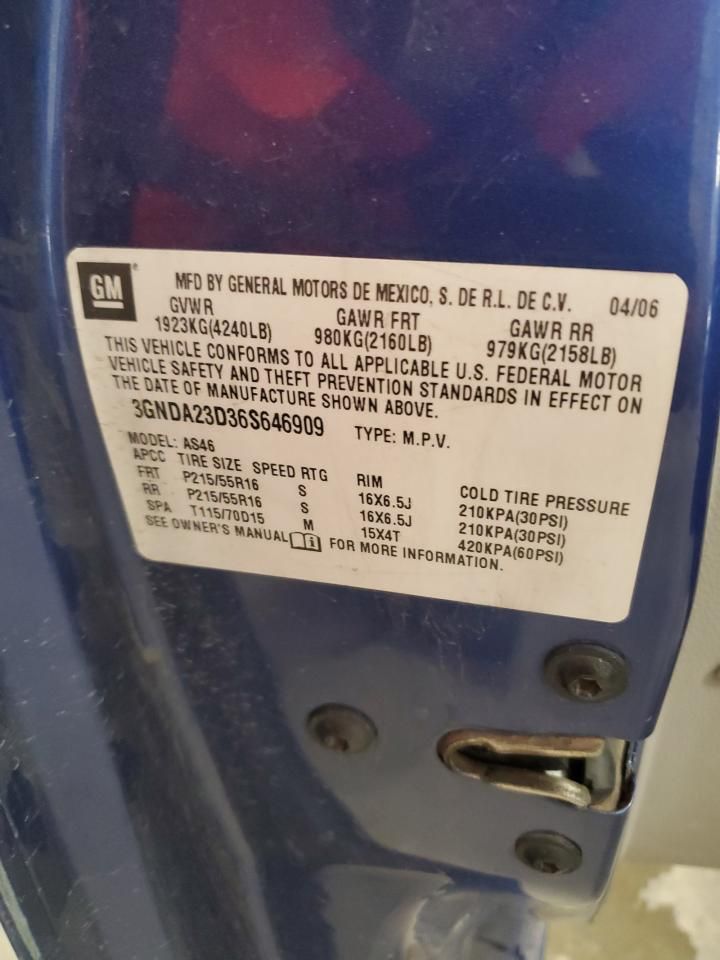 GM
MFD BY GENERAL MOTORS DE MEXICO, S. DE R.L. DE C.V. 04/06
GVWR GAWR FRT GAWR RR
1923KG(4240LB) 980KG(2160LB) 979KG(2158LB)
THIS VEHICLE CONFORMS TO ALL APPLICABLE U.S. FEDERAL MOTOR
VEHICLE SAFETY AND THEFT PREVENTION STANDARDS IN EFFECT ON
THE DATE OF MANUFACTURE SHOWN ABOVE.
3GNDA23D36S646909 TYPE: M.P.V.
MODEL: AS46
APCC TIRE SIZE SPEED RTG RIM COLD TIRE PRESSURE
FRT P215/55R16 S 16X6.5J 210KPA(30PSI)
RR P215/55R16 S 16X6.5J 210KPA(30PSI)
SPA T115/70D15 M 15X4T 420KPA(60PSI)
SEE OWNER'S MANUAL FOR MORE INFORMATION.